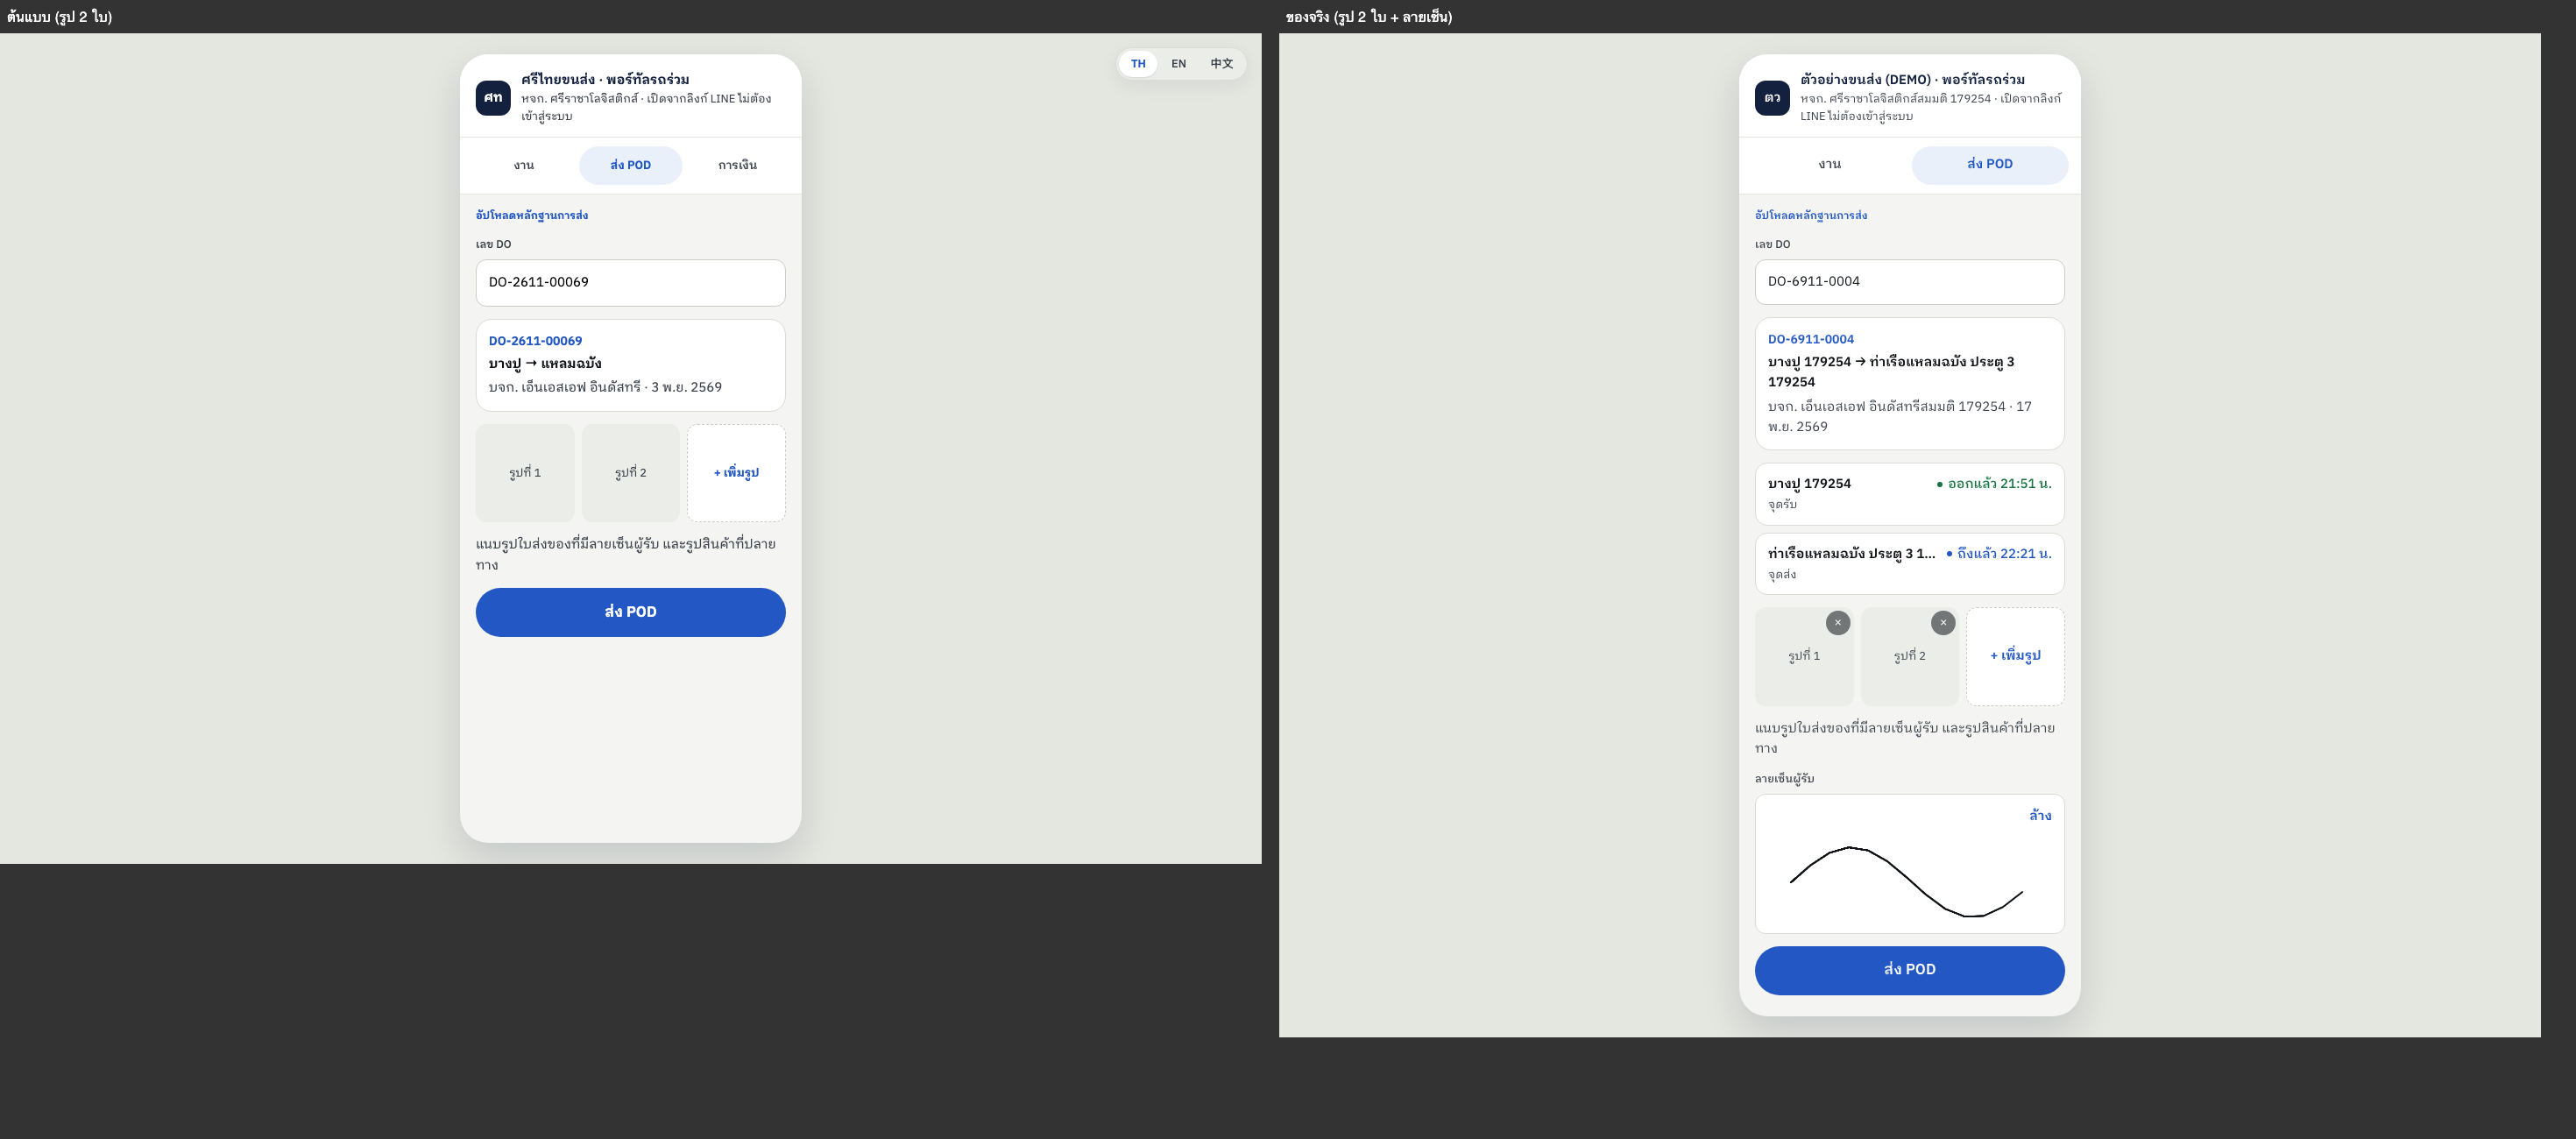 ต้นแบบ (รูป 2 ใบ)
TH EN 中文
ศท
ศรีไทยขนส่ง · พอร์ทัลรถร่วม
หจก. ศรีราชาโลจิสติกส์ · เปิดจากลิงก์ LINE ไม่ต้อง
เข้าสู่ระบบ
งาน ส่ง POD การเงิน
อัปโหลดหลักฐานการส่ง
เลข DO
DO-2611-00069
DO-2611-00069
บางปู → แหลมฉบัง
บจก. เอ็นเอสเอฟ อินดัสทรี · 3 พ.ย. 2569
รูปที่ 1 รูปที่ 2 + เพิ่มรูป
แนบรูปใบส่งของที่มีลายเซ็นผู้รับ และรูปสินค้าที่ปลาย
ทาง
ส่ง POD
ของจริง (รูป 2 ใบ + ลายเซ็น)
ตว
ตัวอย่างขนส่ง (DEMO) · พอร์ทัลรถร่วม
หจก. ศรีราชาโลจิสติกส์สมมติ 179254 · เปิดจากลิงก์
LINE ไม่ต้องเข้าสู่ระบบ
งาน ส่ง POD
อัปโหลดหลักฐานการส่ง
เลข DO
DO-6911-0004
DO-6911-0004
บางปู 179254 → ท่าเรือแหลมฉบัง ประตู 3
179254
บจก. เอ็นเอสเอฟ อินดัสทรีสมมติ 179254 · 17
พ.ย. 2569
บางปู 179254 • ออกแล้ว 21:51 น.
จุดรับ
ท่าเรือแหลมฉบัง ประตู 3 1... • ถึงแล้ว 22:21 น.
จุดส่ง
× ×
รูปที่ 1 รูปที่ 2 + เพิ่มรูป
แนบรูปใบส่งของที่มีลายเซ็นผู้รับ และรูปสินค้าที่ปลาย
ทาง
ลายเซ็นผู้รับ
ล้าง
ส่ง POD